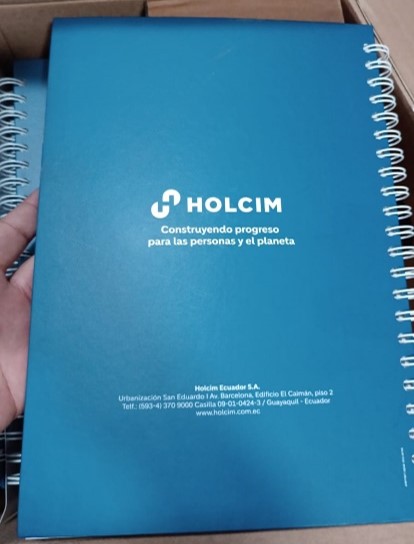 HOLCIM
Construyendo progreso
para las personas y el planeta
Holcim Ecuador S.A.
Urbanización San Eduardo I Av. Barcelona, Edificio El Caimán, piso 2
Telf.: (593-4) 370 9000 Casilla 09-01-0424-3 / Guayaquil - Ecuador
www.holcim.com.ec